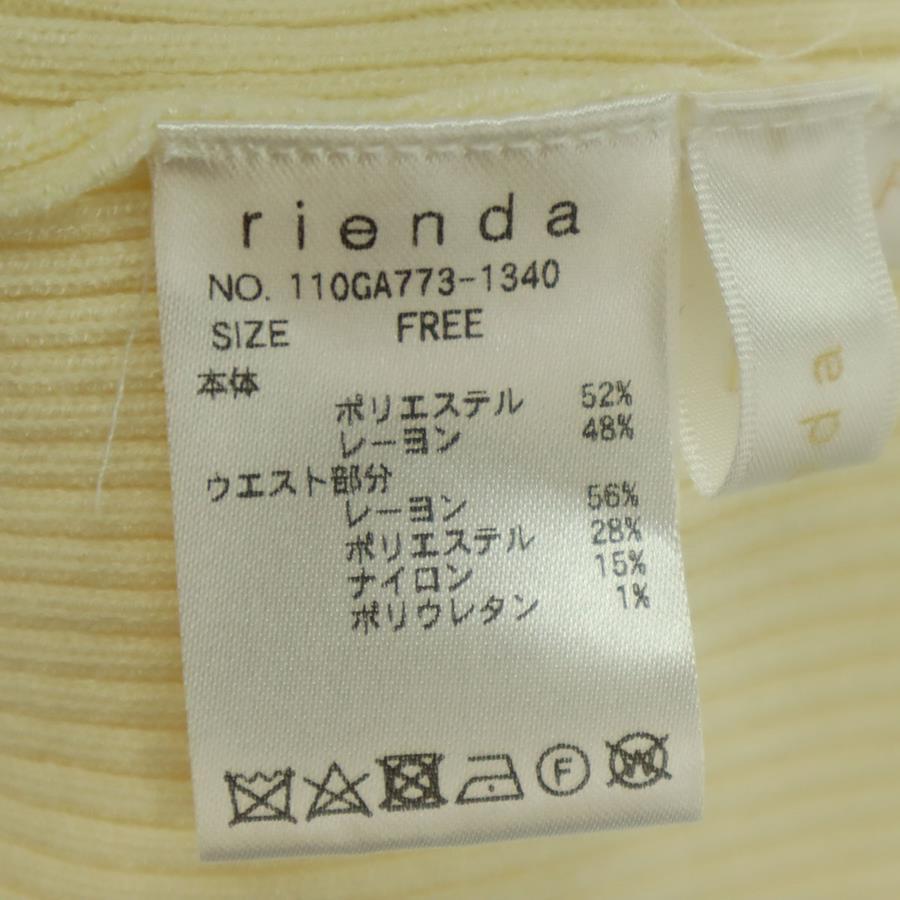 rienda
NO. 110GA773-1340
SIZE FREE
本体
ポリエステル 52%
レーヨン 48%
ウエスト部分
レーヨン 56%
ポリエステル 28%
ナイロン 15%
ポリウレタン 1%
F
W
da